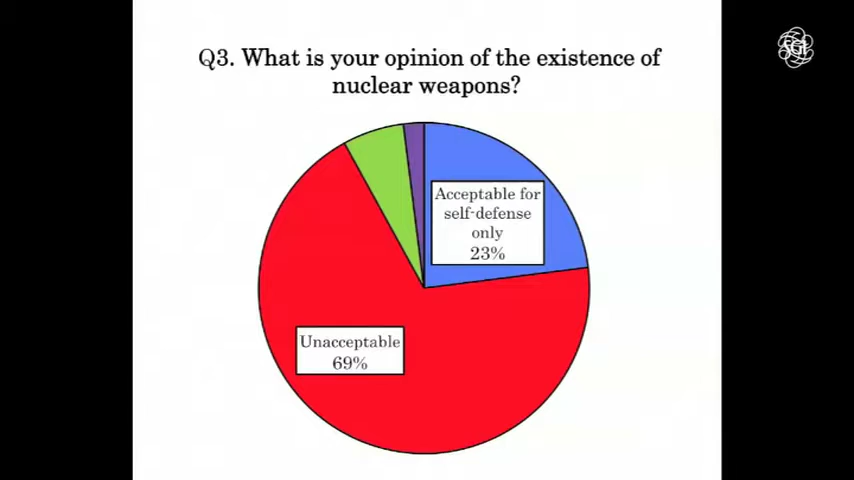 SGI
Q3. What is your opinion of the existence of
nuclear weapons?
Acceptable for
self-defense
only
23%
Unacceptable
69%